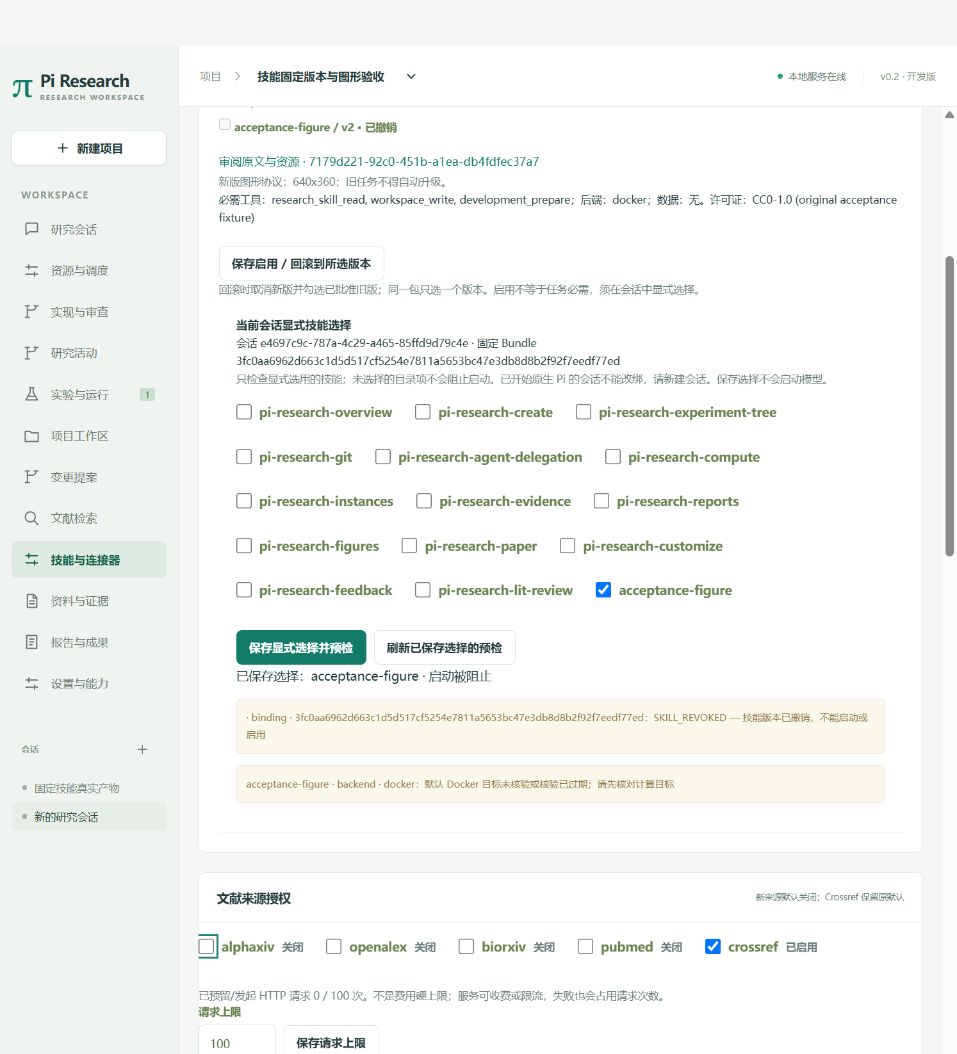 Pi Research
RESEARCH WORKSPACE
+ 新建项目
WORKSPACE
研究会话
资源与调度
实现与审查
研究活动
实验与运行 1
项目工作区
变更提案
文献检索
技能与连接器
资料与证据
报告与成果
设置与能力
会话 +
固定技能真实产物
新的研究会话
项目 > 技能固定版本与图形验收
本地服务在线
v0.2 · 开发版
acceptance-figure / v2 • 已撤销
审阅原文与资源 · 7179d221-92c0-451b-a1ea-db4fdfec37a7
新版图形协议：640x360；旧任务不得自动升级。
必需工具：research_skill_read, workspace_write, development_prepare；后端：docker；数据：无。许可证：CC0-1.0 (original acceptance
fixture)
保存启用 / 回滚到所选版本
回滚时取消新版并勾选已批准旧版；同一包只选一个版本。启用不等于任务必需，须在会话中显式选择。
当前会话显式技能选择
会话 e4697c9c-787a-4c29-a465-85ffd9d79c4e · 固定 Bundle
3fc0aa6962d663c1d5d517cf5254e7811a5653bc47e3db8d8b2f92f7eedf77ed
只检查显式选用的技能；未选择的目录项不会阻止启动。已开始原生 Pi 的会话不能改绑，请新建会话。保存选择不会启动模型。
pi-research-overview pi-research-create pi-research-experiment-tree
pi-research-git pi-research-agent-delegation pi-research-compute
pi-research-instances pi-research-evidence pi-research-reports
pi-research-figures pi-research-paper pi-research-customize
pi-research-feedback pi-research-lit-review acceptance-figure
保存显式选择并预检 刷新已保存选择的预检
已保存选择：acceptance-figure · 启动被阻止
· binding · 3fc0aa6962d663c1d5d517cf5254e7811a5653bc47e3db8d8b2f92f7eedf77ed：SKILL_REVOKED — 技能版本已撤销，不能启动或
启用
acceptance-figure · backend · docker：默认 Docker 目标未核验或核验已过期；请先核对计算目标
文献来源授权
新来源默认关闭；Crossref 保留原默认
alphaxiv 关闭 openalex 关闭 biorxiv 关闭 pubmed 关闭 crossref 已启用
已预留/发起 HTTP 请求 0 / 100 次。不是费用硬上限；服务可收费或限流，失败也会占用请求次数。
请求上限
100 保存请求上限